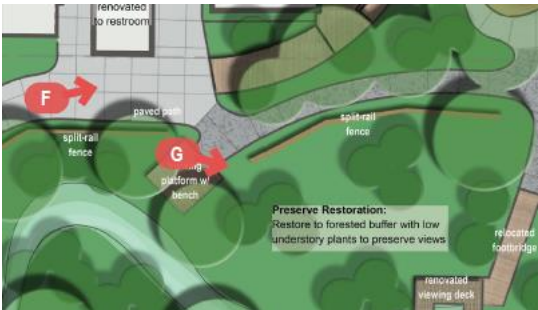 renovated
to restroom
F
paved path
split-rail
fence
split-rail
fence
G
platform w/
bench
Preserve Restoration:
Restore to forested buffer with low
understory plants to preserve views
relocated
footbridge
renovated
viewing deck